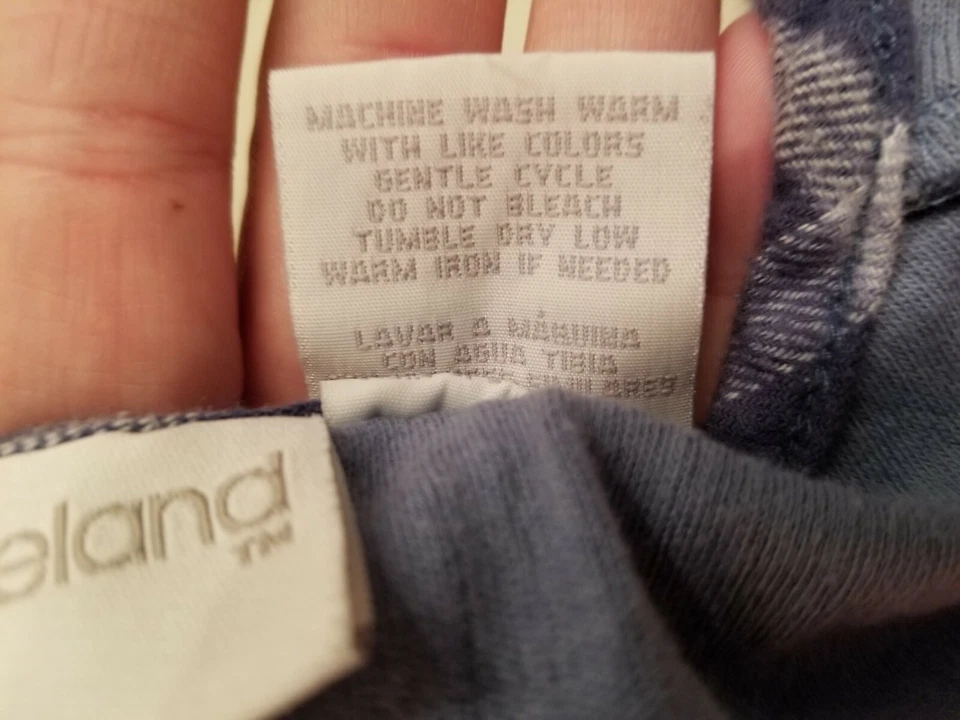 MACHINE WASH WARM
WITH LIKE COLORS
GENTLE CYCLE
DO NOT BLEACH
TUMBLE DRY LOW
WARM IRON IF NEEDED
LAVAR A MÁQUINA
CON AGUA TIBIA
eland
TM